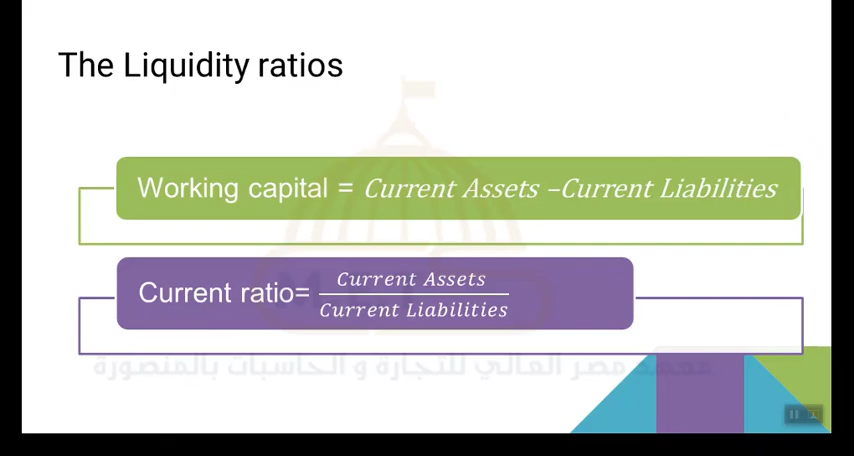 The Liquidity ratios
Working capital = Current Assets –Current Liabilities
Current ratio= Current Assets
Current Liabilities
معهد مصر العالي للتجارة و الحاسبات بالمنصورة